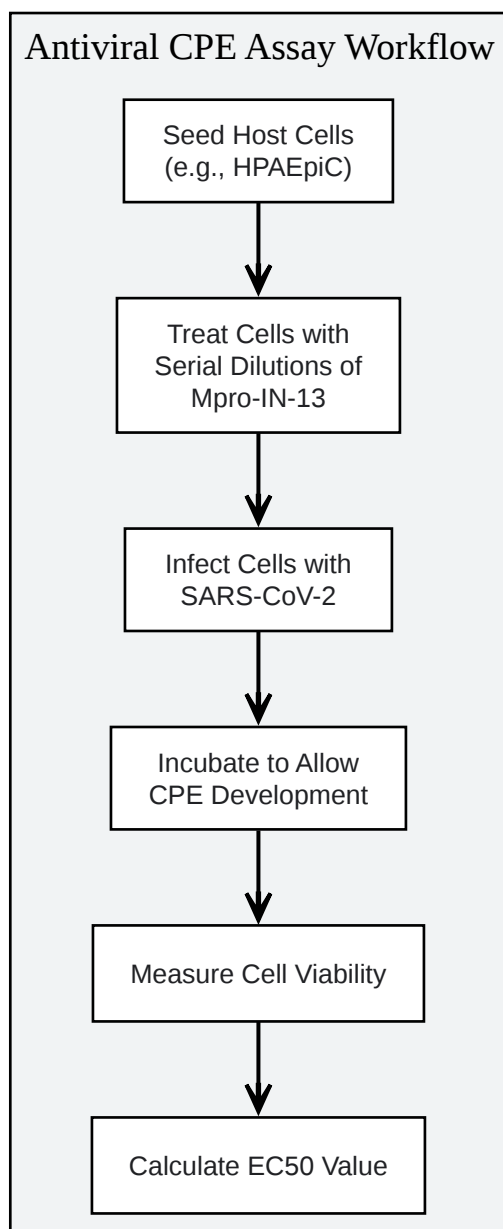 Antiviral CPE Assay Workflow
Seed Host Cells
(e.g., HPAEpiC)
Treat Cells with
Serial Dilutions of
Mpro-IN-13
Infect Cells with
SARS-CoV-2
Incubate to Allow
CPE Development
Measure Cell Viability
Calculate EC50 Value